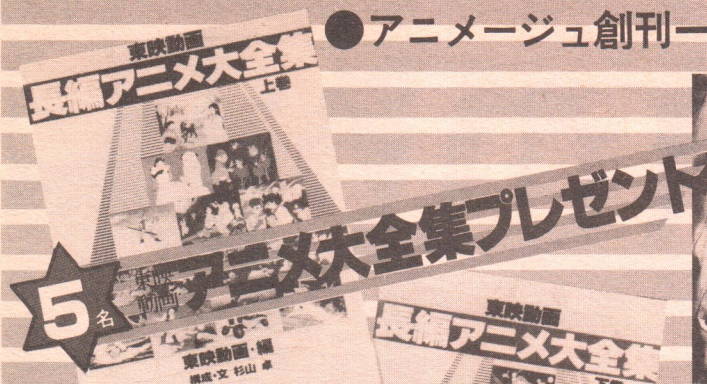 ●アニメージュ創刊一
東映動画
長編アニメ大全集
上巻
東映動画 アニメ大全集プレゼント
5名
東映動画・編
構成・文 杉山 卓
東映動画
長編アニメ大全集